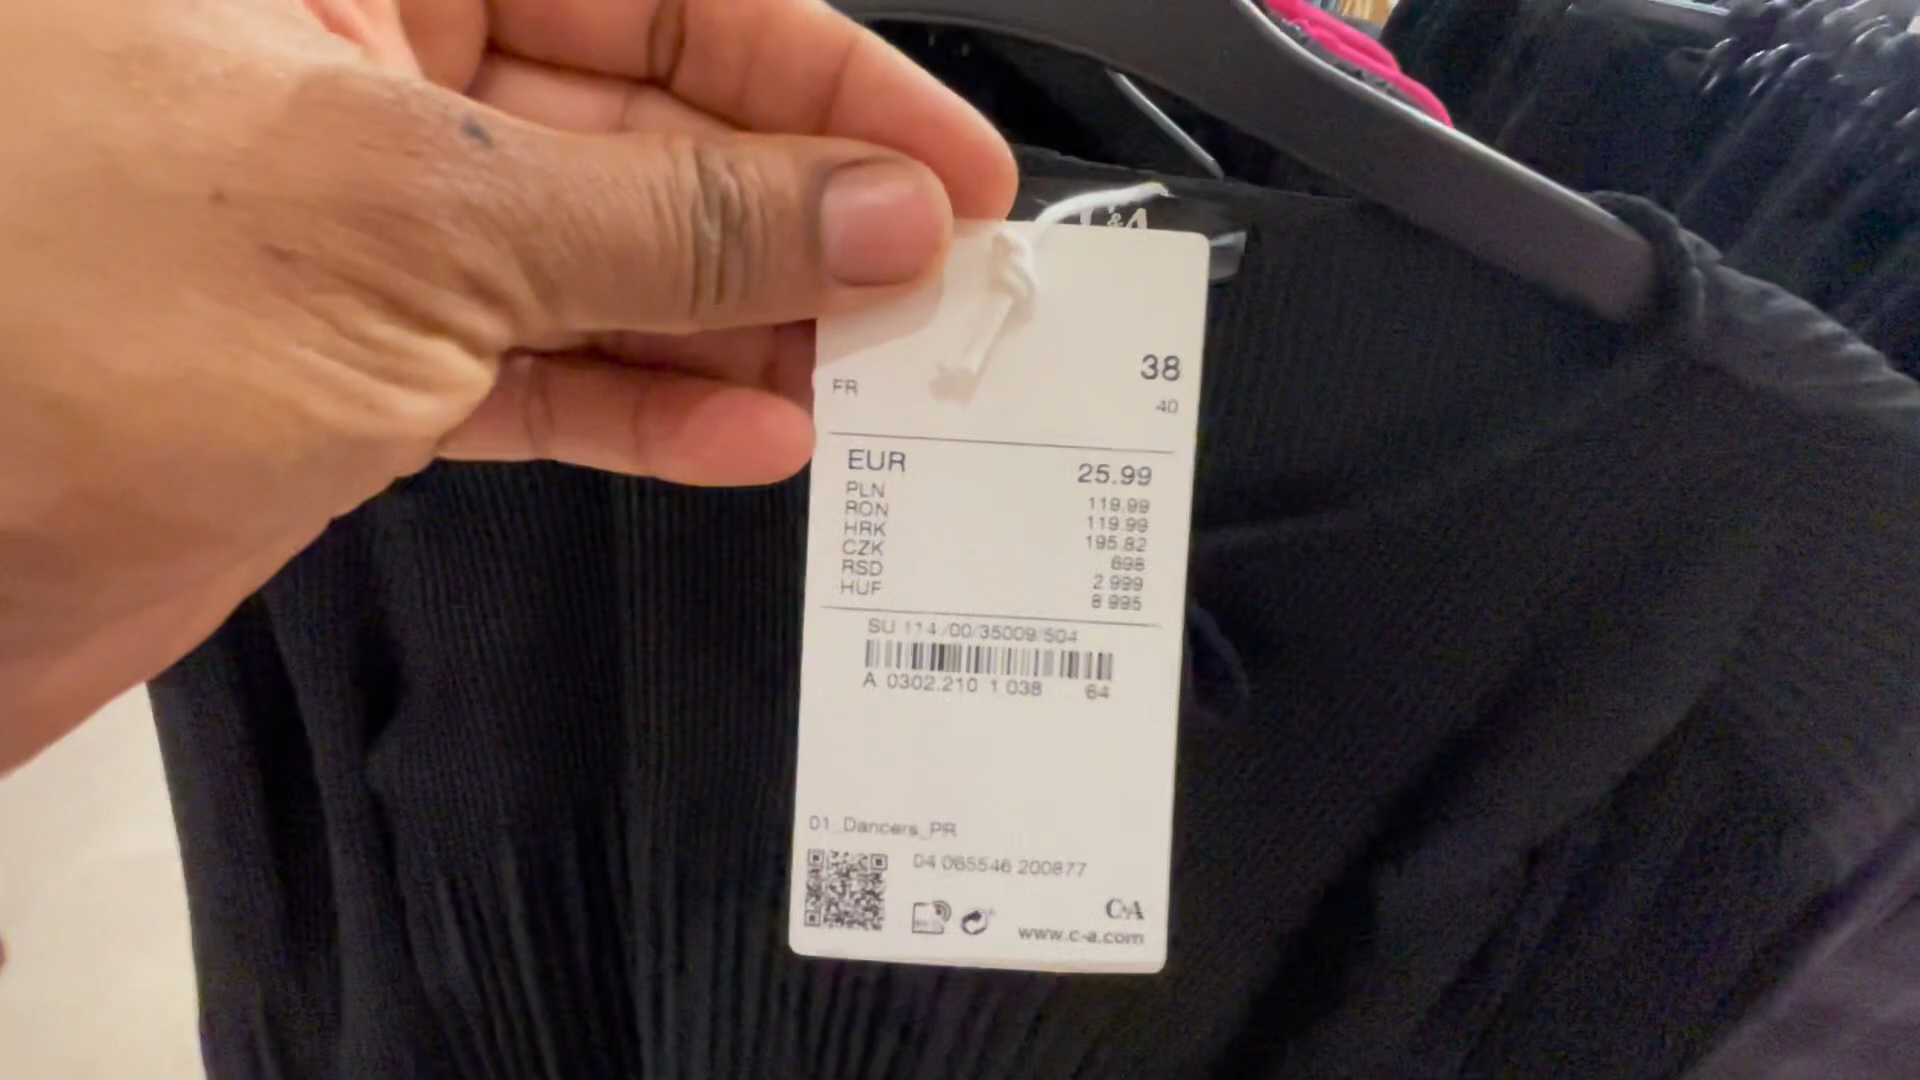 C&A
38
FR 40
EUR 25.99
PLN 119.99
RON 119.99
HRK 195.82
CZK 698
RSD 2 999
HUF 8 995
SU 114/00/35009/504
A 0302.210 1 038 64
01_Dancers_PR
04 065546 200877
C&A
www.c-a.com